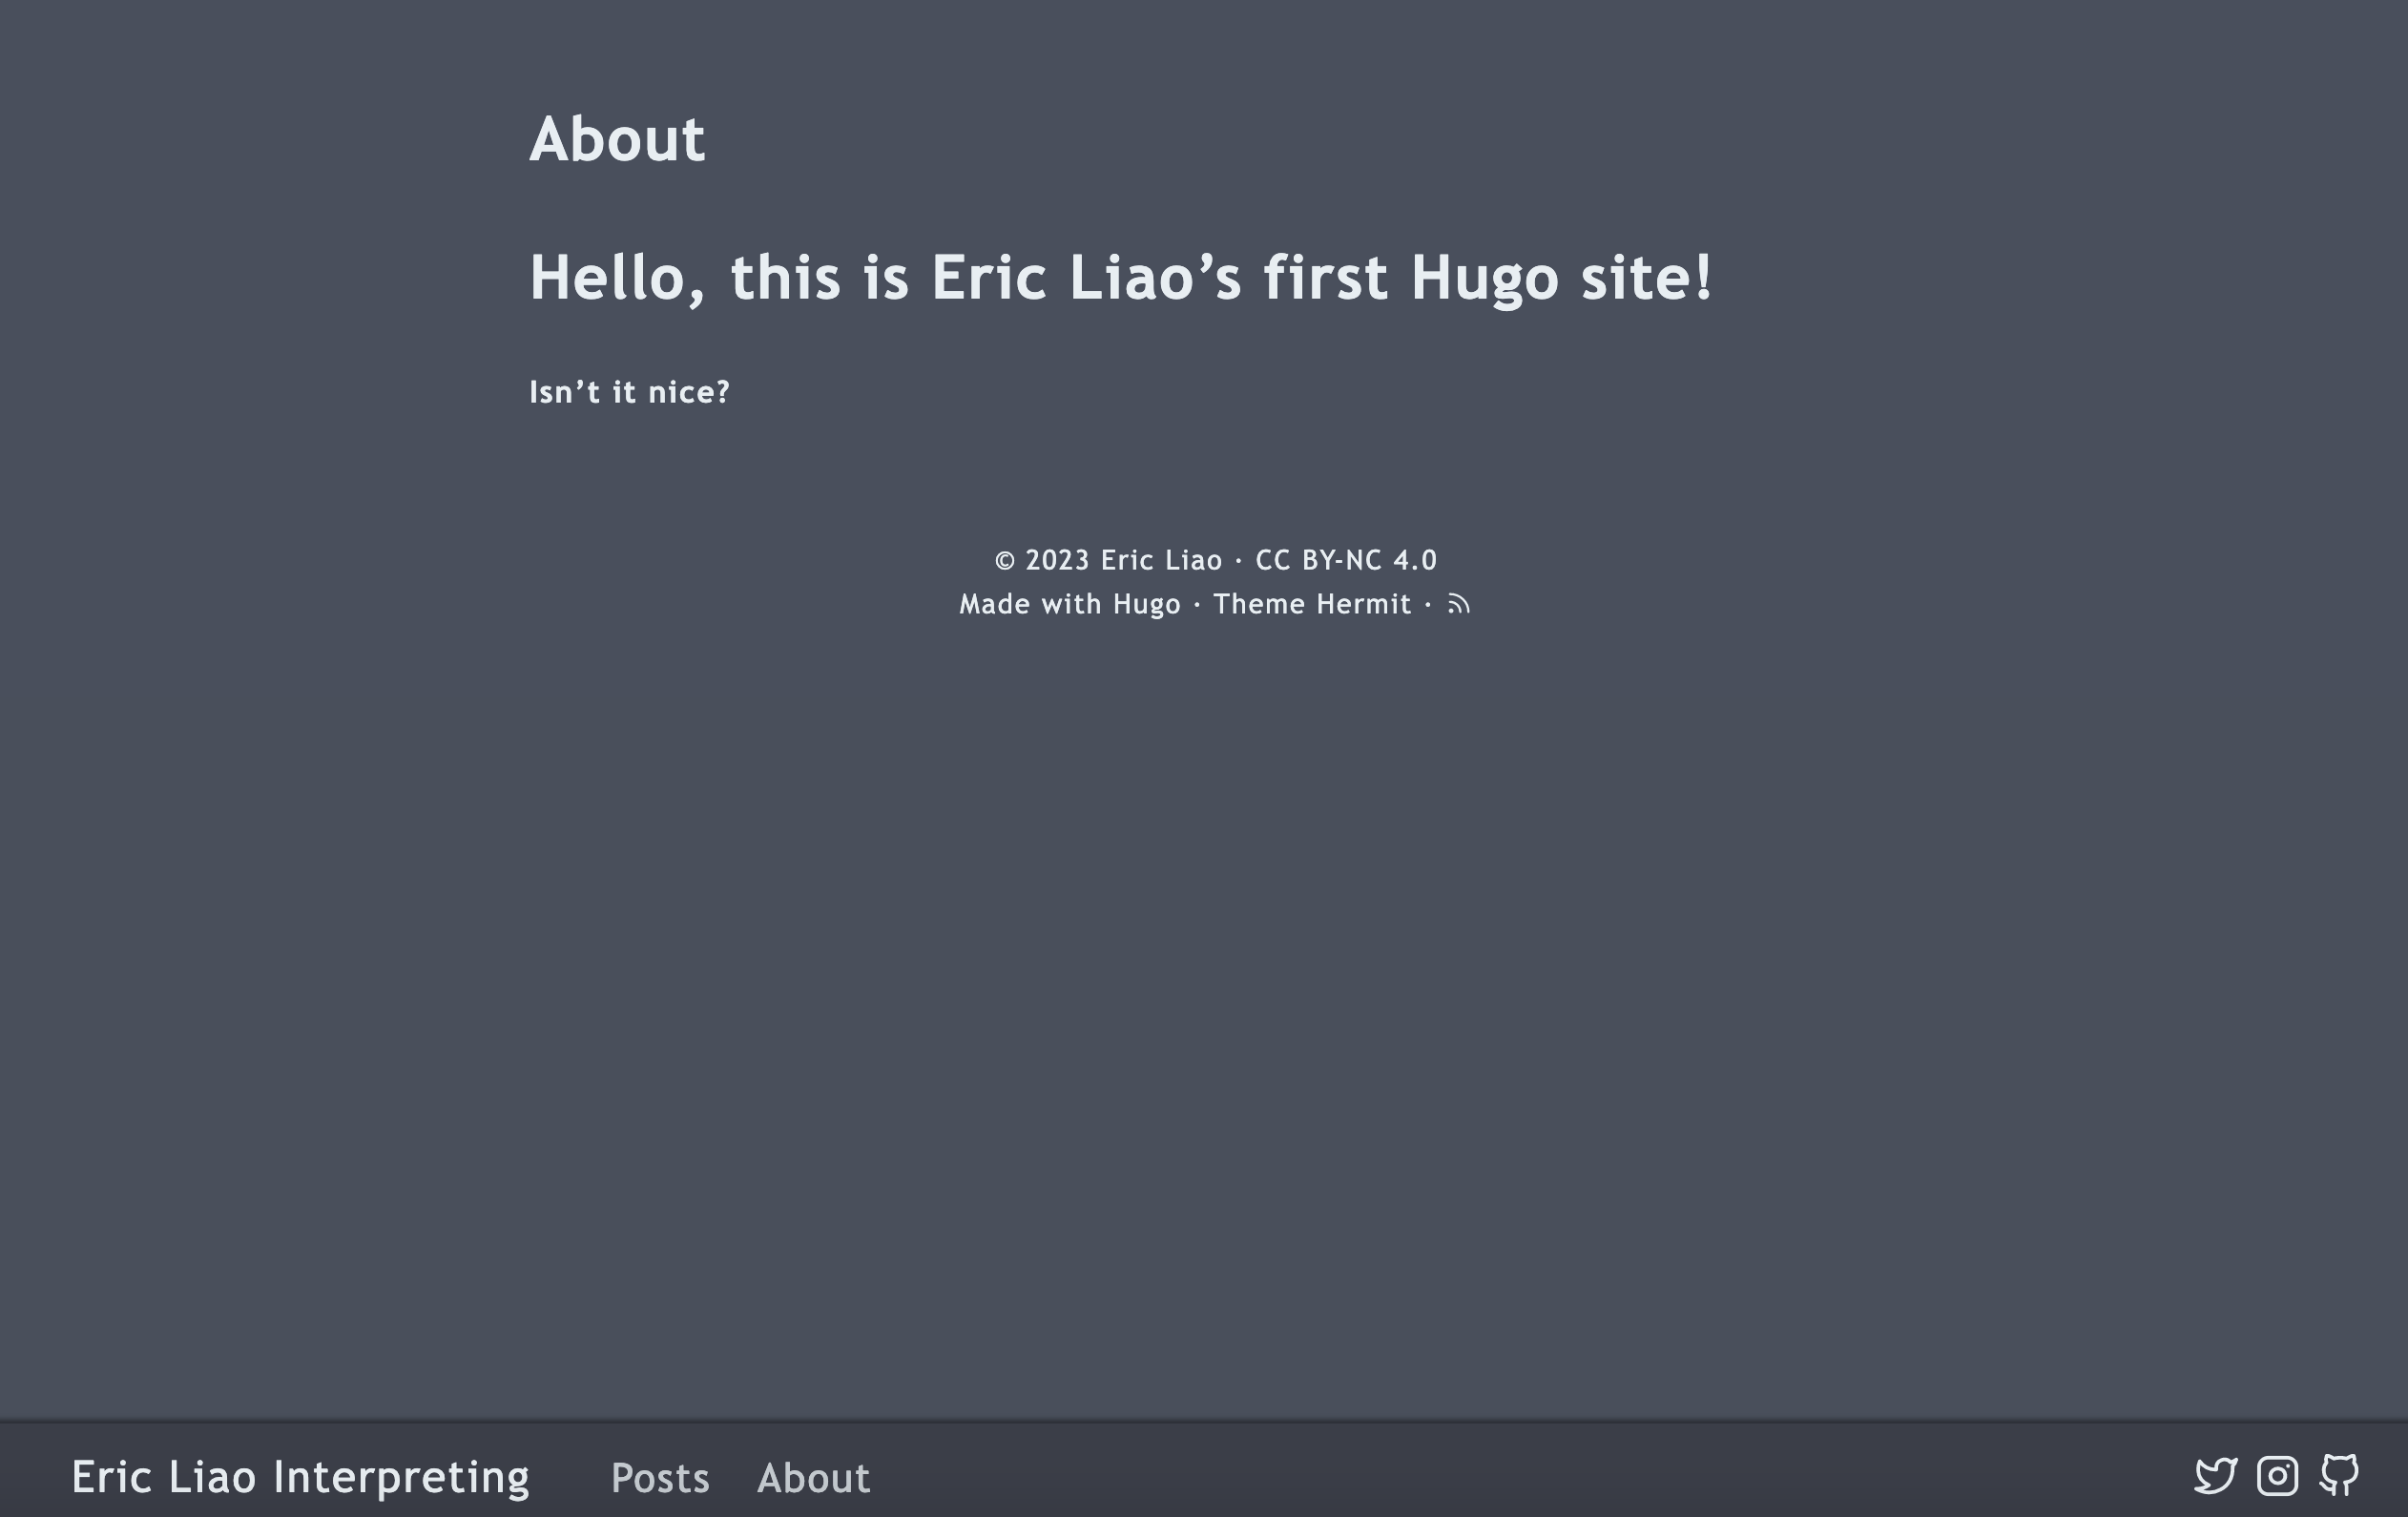 About
Hello, this is Eric Liao’s first Hugo site!
Isn’t it nice?
© 2023 Eric Liao · CC BY-NC 4.0
Made with Hugo · Theme Hermit ·
Eric Liao Interpreting Posts About